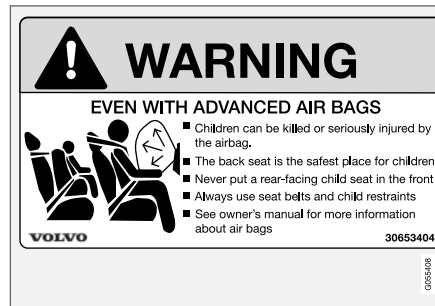 WARNING
EVEN WITH ADVANCED AIR BAGS
Children can be killed or seriously injured by
the airbag.
The back seat is the safest place for children
Never put a rear-facing child seat in the front
Always use seat belts and child restraints
See owner's manual for more information
about air bags
VOLVO
30653404
G055408